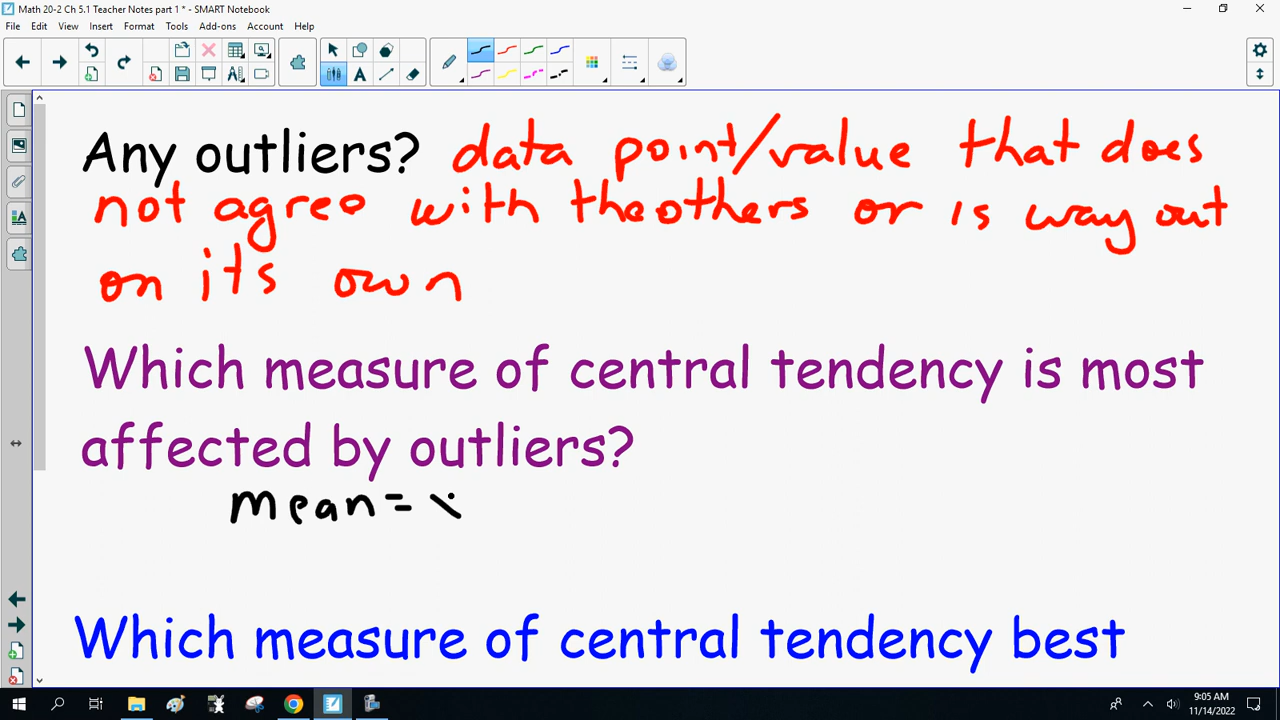 Math 20-2 Ch 5.1 Teacher Notes part 1 * - SMART Notebook
File Edit View Insert Format Tools Add-ons Account Help
Any outliers? data point/value that does
not agree with the others or is way out
on its own
Which measure of central tendency is most
affected by outliers?
mean=
Which measure of central tendency best
9:05 AM
11/14/2022